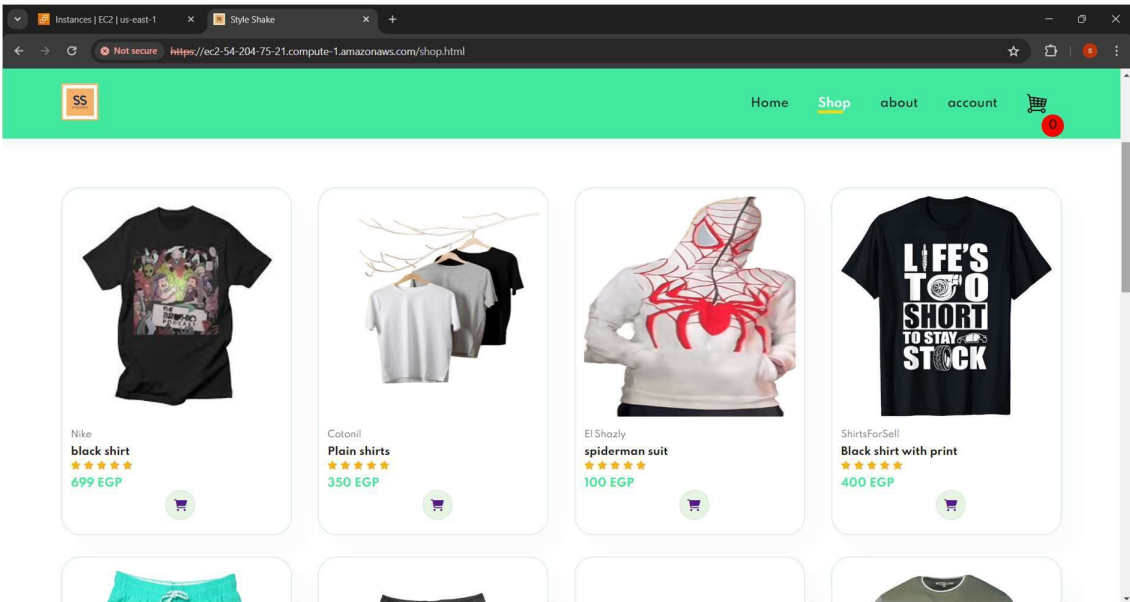 Instances | EC2 | us-east-1
Style Shake
Not secure
https://ec2-54-204-75-21.compute-1.amazonaws.com/shop.html
S
SS
Home
Shop
about
account
0
THE
PODCAST
LIFE'S
TOO
SHORT
TO STAY
STOCK
Nike
black shirt
699 EGP
Cotonil
Plain shirts
350 EGP
El Shazly
spiderman suit
100 EGP
ShirtsForSell
Black shirt with print
400 EGP